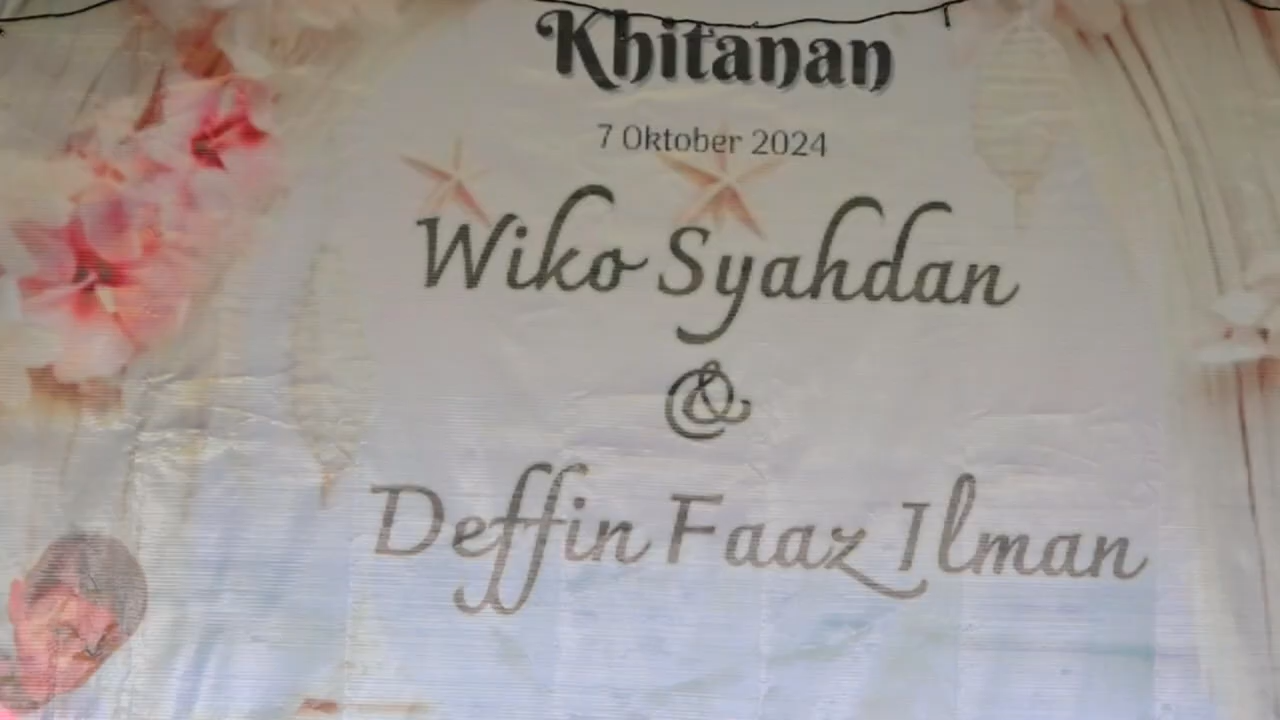 Khitanan
7 Oktober 2024
Wiko Syahdan
&
Deffin Faaz Ilman